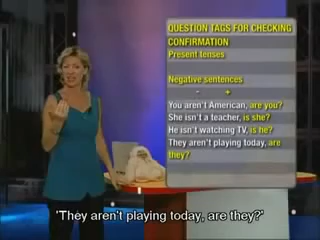 QUESTION TAGS FOR CHECKING
CONFIRMATION
Present tenses
Negative sentences
- +
You aren't American, are you?
She isn't a teacher, is she?
He isn't watching TV, is he?
They aren't playing today, are
they?
'They aren't playing today, are they?'